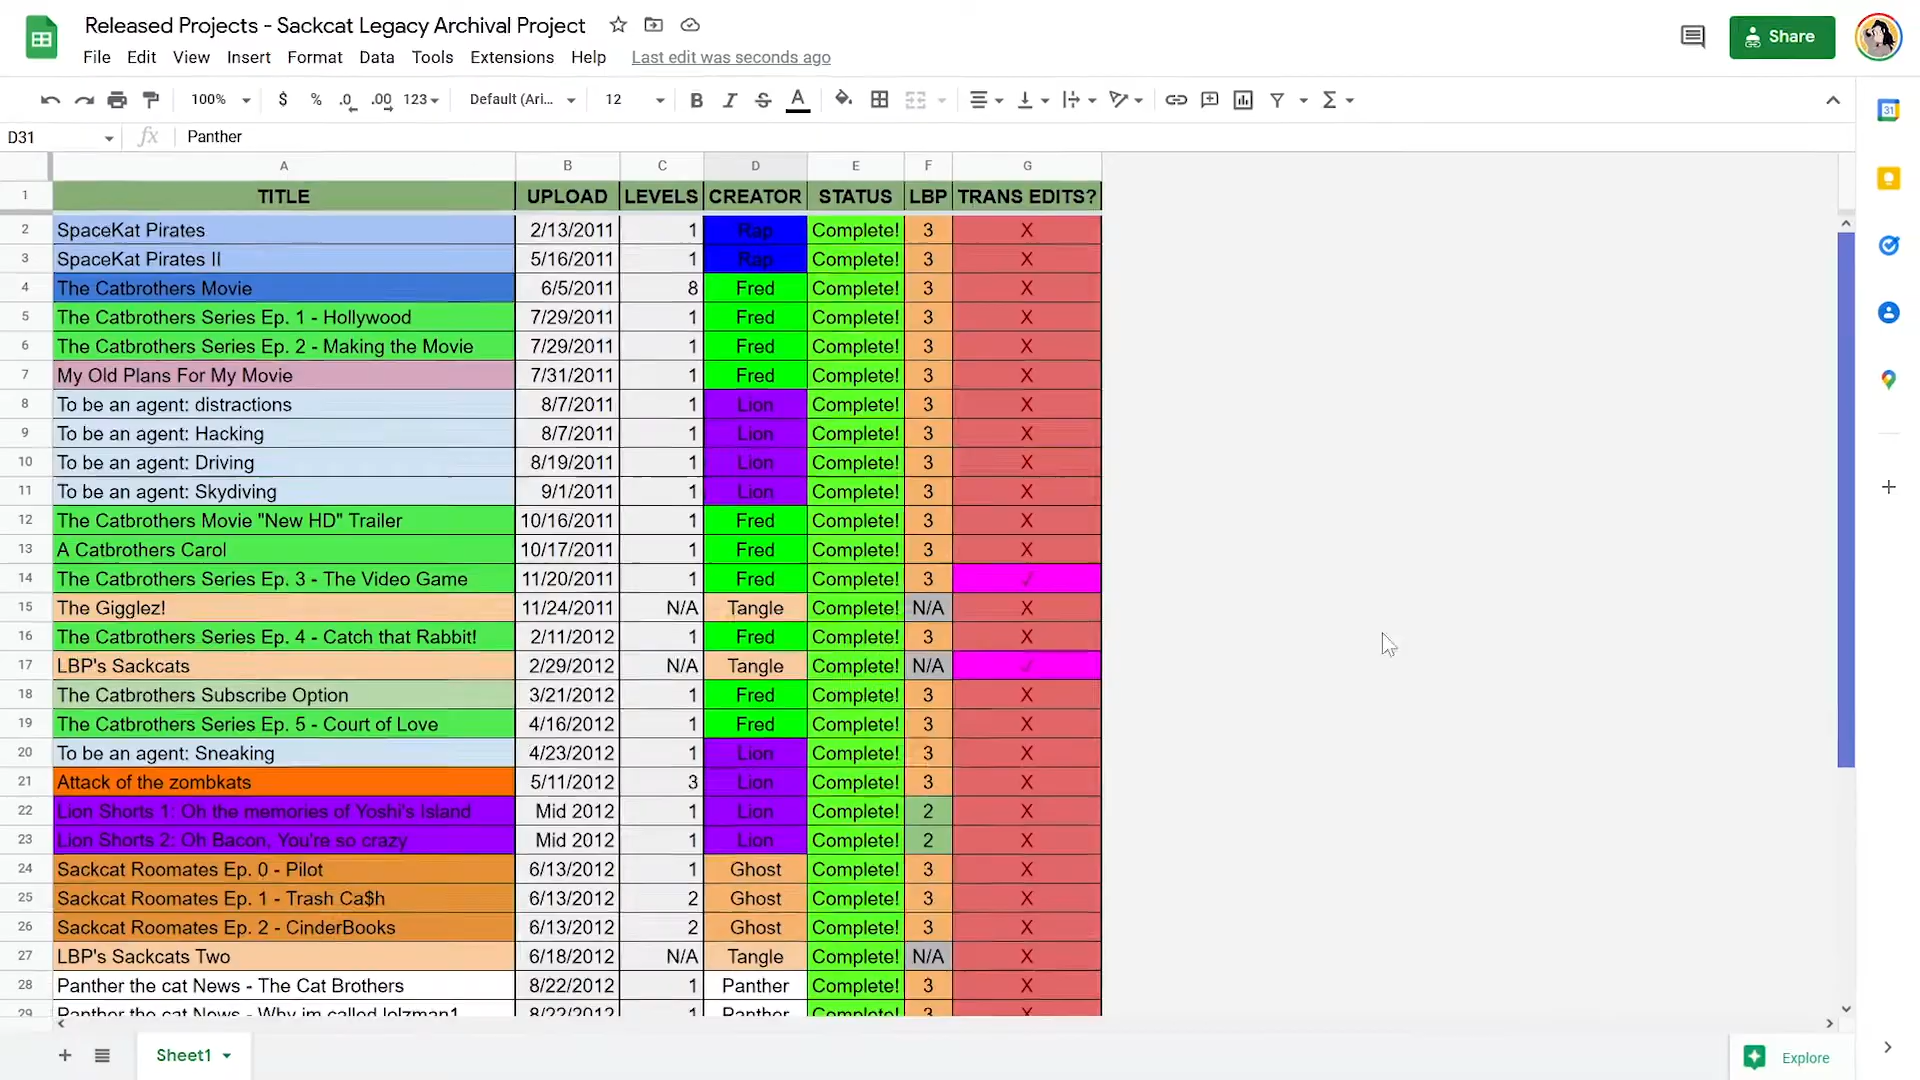 Released Projects - Sackcat Legacy Archival Project
Share
File Edit View Insert Format Data Tools Extensions Help Last edit was seconds ago
100% $ % .0 .00 123 Default (Ari... 12 B I S A
31
D31 fx Panther
A B C D E F G
1 TITLE UPLOAD LEVELS CREATOR STATUS LBP TRANS EDITS?
2 SpaceKat Pirates 2/13/2011 1 Rap Complete! 3 X
3 SpaceKat Pirates II 5/16/2011 1 Rap Complete! 3 X
4 The Catbrothers Movie 6/5/2011 8 Fred Complete! 3 X
5 The Catbrothers Series Ep. 1 - Hollywood 7/29/2011 1 Fred Complete! 3 X
6 The Catbrothers Series Ep. 2 - Making the Movie 7/29/2011 1 Fred Complete! 3 X
7 My Old Plans For My Movie 7/31/2011 1 Fred Complete! 3 X
8 To be an agent: distractions 8/7/2011 1 Lion Complete! 3 X
9 To be an agent: Hacking 8/7/2011 1 Lion Complete! 3 X
10 To be an agent: Driving 8/19/2011 1 Lion Complete! 3 X
11 To be an agent: Skydiving 9/1/2011 1 Lion Complete! 3 X
12 The Catbrothers Movie "New HD" Trailer 10/16/2011 1 Fred Complete! 3 X
13 A Catbrothers Carol 10/17/2011 1 Fred Complete! 3 X
14 The Catbrothers Series Ep. 3 - The Video Game 11/20/2011 1 Fred Complete! 3 ✓
15 The Gigglez! 11/24/2011 N/A Tangle Complete! N/A X
16 The Catbrothers Series Ep. 4 - Catch that Rabbit! 2/11/2012 1 Fred Complete! 3 X
17 LBP's Sackcats 2/29/2012 N/A Tangle Complete! N/A ✓
18 The Catbrothers Subscribe Option 3/21/2012 1 Fred Complete! 3 X
19 The Catbrothers Series Ep. 5 - Court of Love 4/16/2012 1 Fred Complete! 3 X
20 To be an agent: Sneaking 4/23/2012 1 Lion Complete! 3 X
21 Attack of the zombkats 5/11/2012 3 Lion Complete! 3 X
22 Lion Shorts 1: Oh the memories of Yoshi's Island Mid 2012 1 Lion Complete! 2 X
23 Lion Shorts 2: Oh Bacon, You're so crazy Mid 2012 1 Lion Complete! 2 X
24 Sackcat Roomates Ep. 0 - Pilot 6/13/2012 1 Ghost Complete! 3 X
25 Sackcat Roomates Ep. 1 - Trash Ca$h 6/13/2012 2 Ghost Complete! 3 X
26 Sackcat Roomates Ep. 2 - CinderBooks 6/13/2012 2 Ghost Complete! 3 X
27 LBP's Sackcats Two 6/18/2012 N/A Tangle Complete! N/A X
28 Panther the cat News - The Cat Brothers 8/22/2012 1 Panther Complete! 3 X
29 Panther the cat News - Why im called lolzman1 8/22/2012 1 Panther Complete! 3 X
Sheet1
Explore